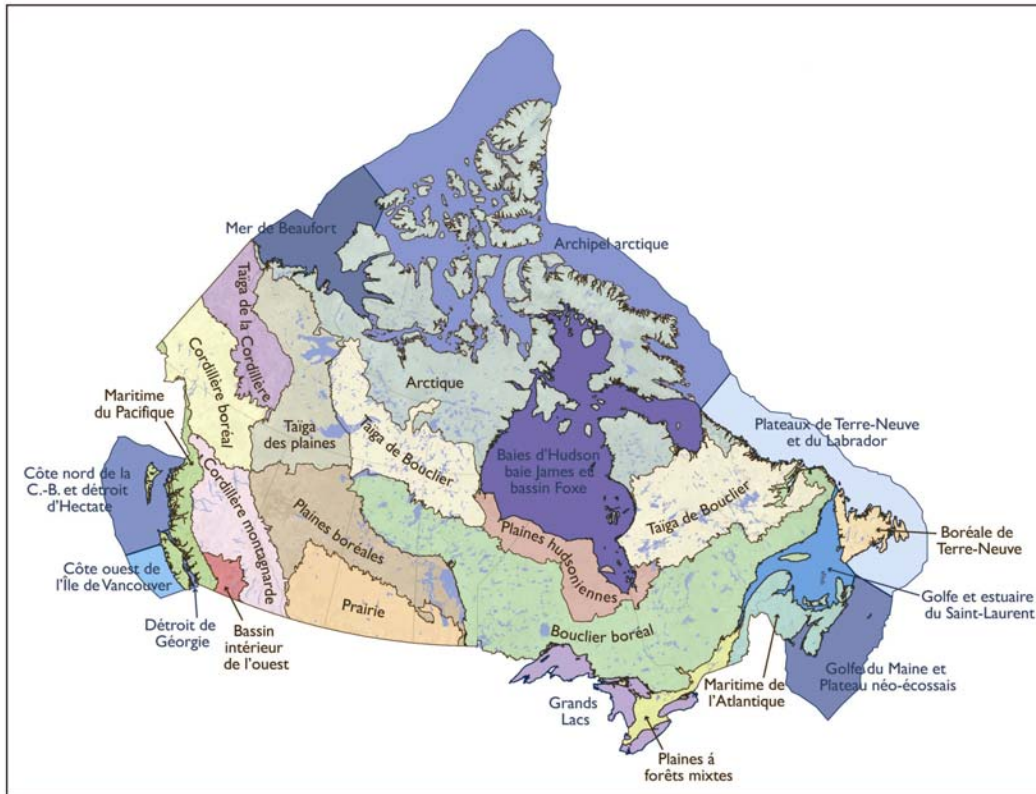 Mer de Beaufort
Archipel arctique
Taïga de
la Cordillère
Cordillère boréal
Arctique
Maritime
du Pacifique
Taïga
des plaines
Taïga de
Bouclier
Plateaux de Terre-Neuve
et du Labrador
Baies d'Hudson
baie James et
bassin Foxe
Côte nord de la
C.-B. et détroit
d'Hectate
Cordillère montagnarde
Plaines boréales
Plaines
hudsoniennes
Taïga de Bouclier
Boréale de
Terre-Neuve
Côte ouest de
l'Île de Vancouver
Prairie
Golfe et estuaire
du Saint-Laurent
Détroit de
Géorgie
Bassin
intérieur
de l'ouest
Bouclier boréal
Golfe du Maine et
Plateau néo-écossais
Maritime de
l'Atlantique
Grands
Lacs
Plaines á
forêts mixtes